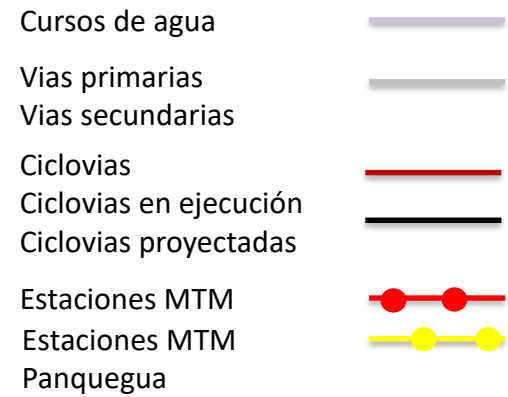 Cursos de agua
Vias primarias
Vias secundarias
Ciclovias
Ciclovias en ejecución
Ciclovias proyectadas
Estaciones MTM
Estaciones MTM
Panquegua